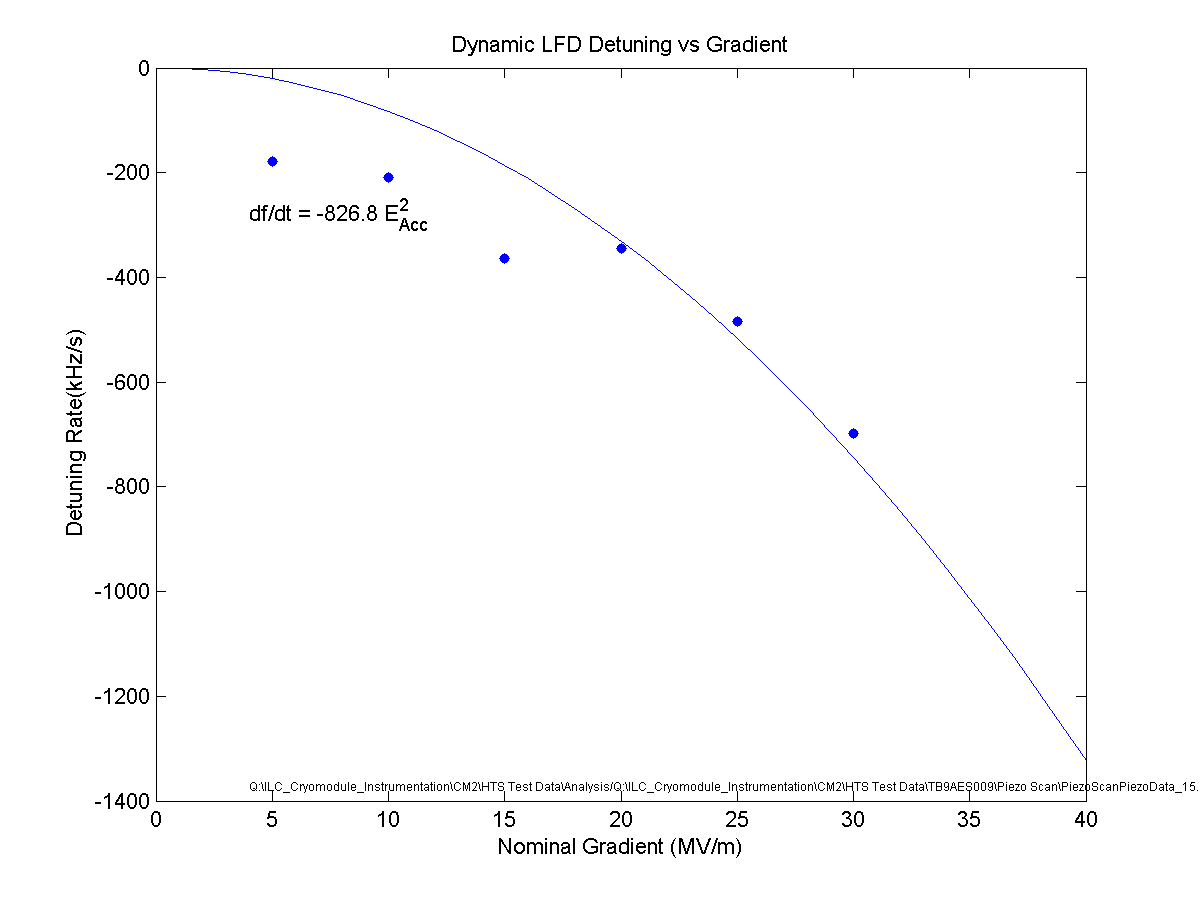 Dynamic LFD Detuning vs Gradient
0
-200
-400
-600
-800
-1000
-1200
-1400
Detuning Rate(kHz/s)
df/dt = -826.8 E²Acc
Q:\ILC_Cryomodule_Instrumentation\CM2\HTS Test Data\Analysis/Q:\ILC_Cryomodule_Instrumentation\CM2\HTS Test Data\TB9AES009\Piezo Scan\PiezoScanPiezoData_15.
0 5 10 15 20 25 30 35 40
Nominal Gradient (MV/m)